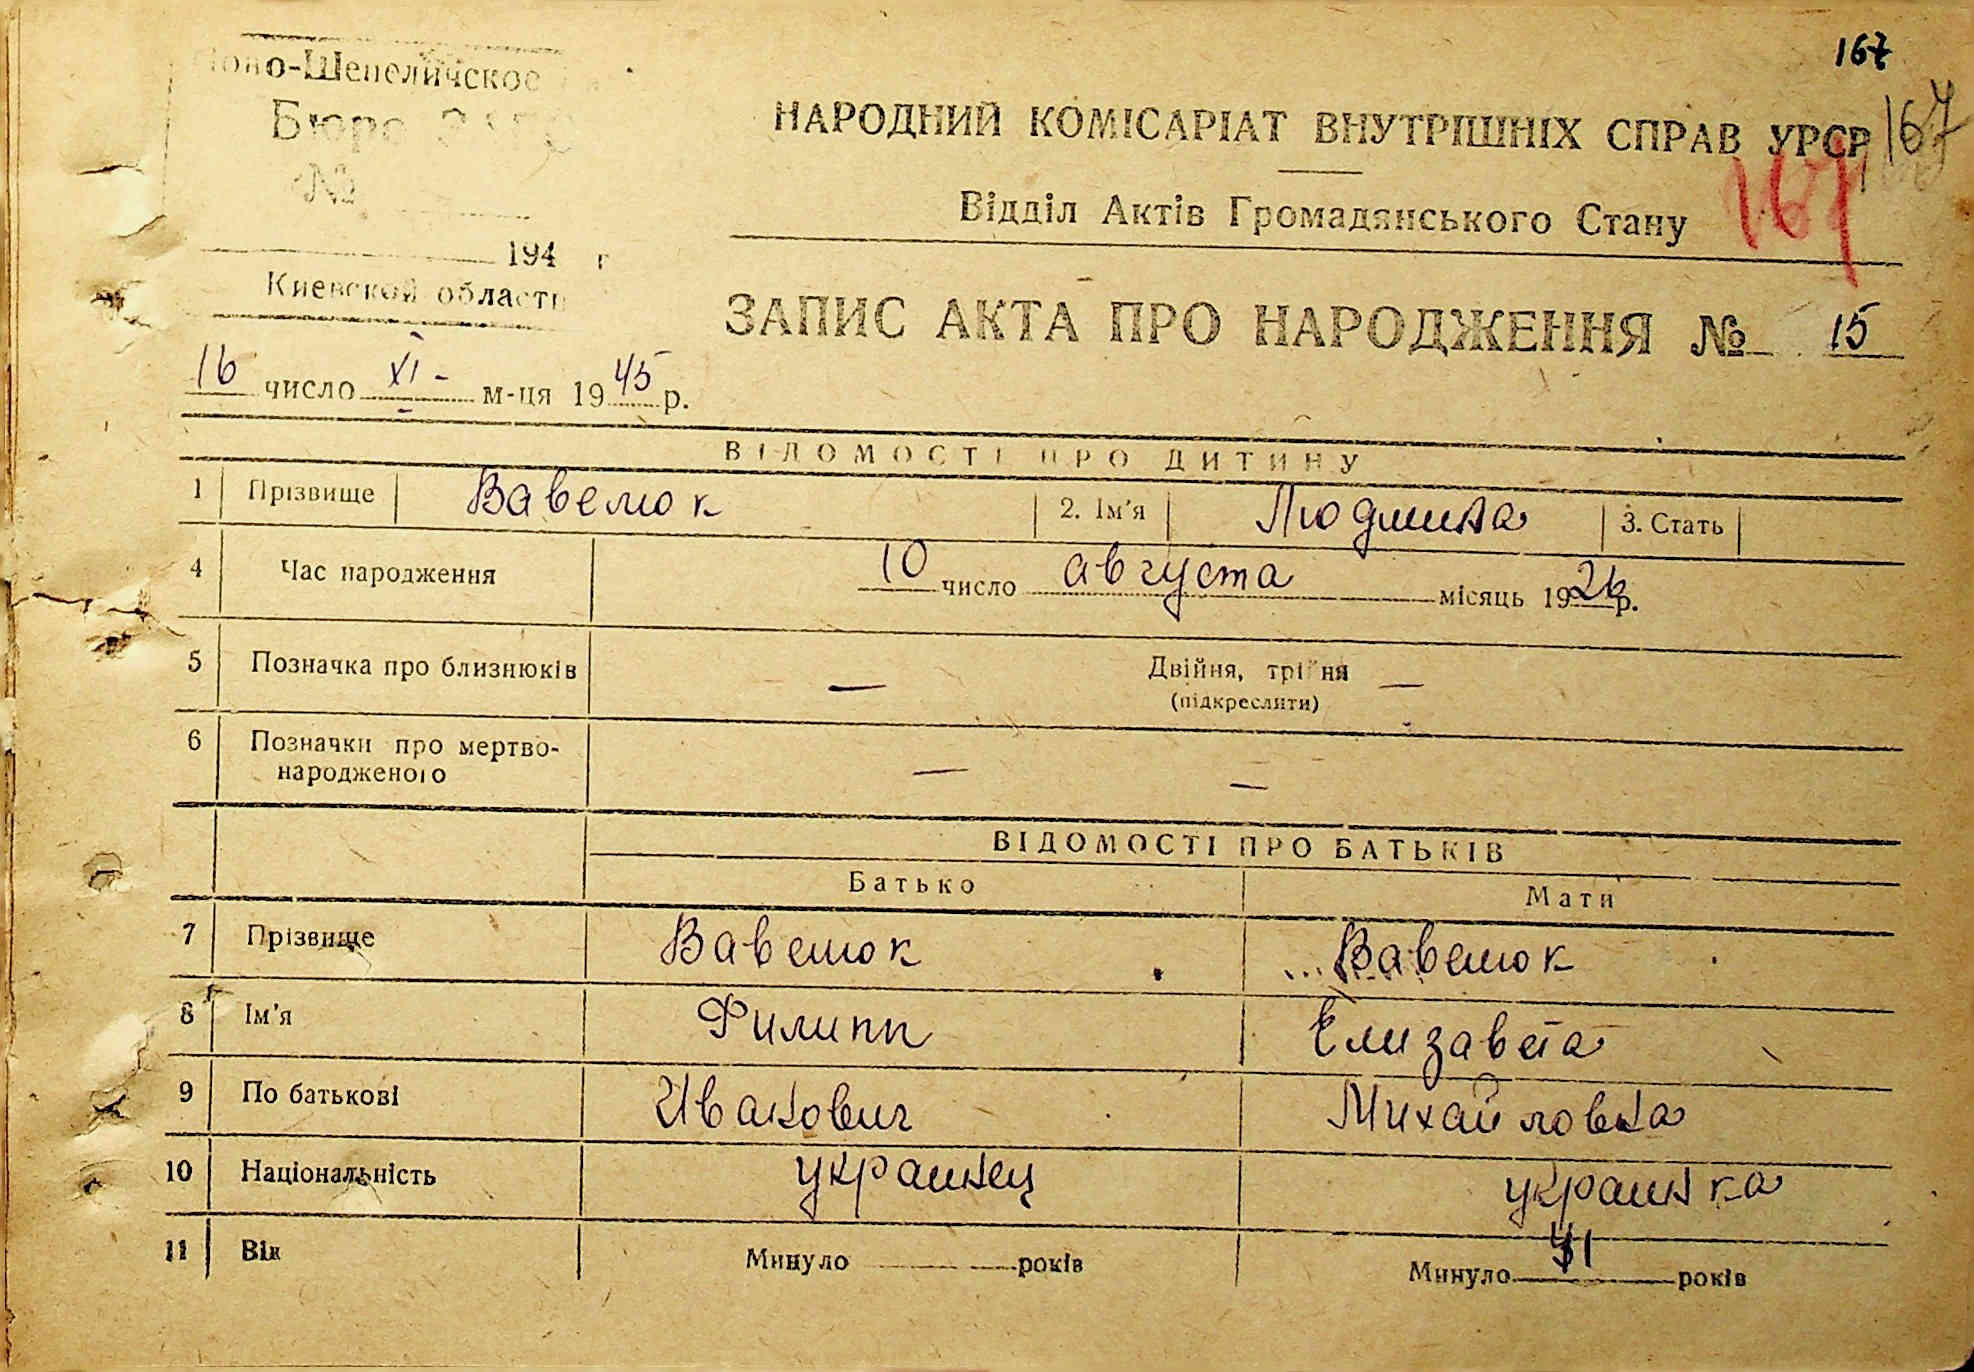 167
Ново-Шепеличское
Бюро ЗАГС
№
194 г
Киевской области
НАРОДНИЙ КОМІСАРІАТ ВНУТРІШНІХ СПРАВ УРСР
167
167
Відділ Актів Громадянського Стану
ЗАПИС АКТА ПРО НАРОДЖЕННЯ № 15
16 число XI - м-ця 1945 р.
ВІДОМОСТІ ПРО ДИТИНУ
1 Прізвище Вавелюк 2. Ім'я Людмила 3. Стать
4 Час народження 10 число августа місяць 1926 р.
5 Позначка про близнюків — Двійня, трійня —
(підкреслити)
6 Позначки про мертво-
народженого — —
ВІДОМОСТІ ПРО БАТЬКІВ
Батько Мати
7 Прізвище Вавелюк Вавелюк
8 Ім'я Филипп Елизавета
9 По батькові Иванович Михайловна
10 Національність украинец украинка
11 Вік Минуло років Минуло 41 років